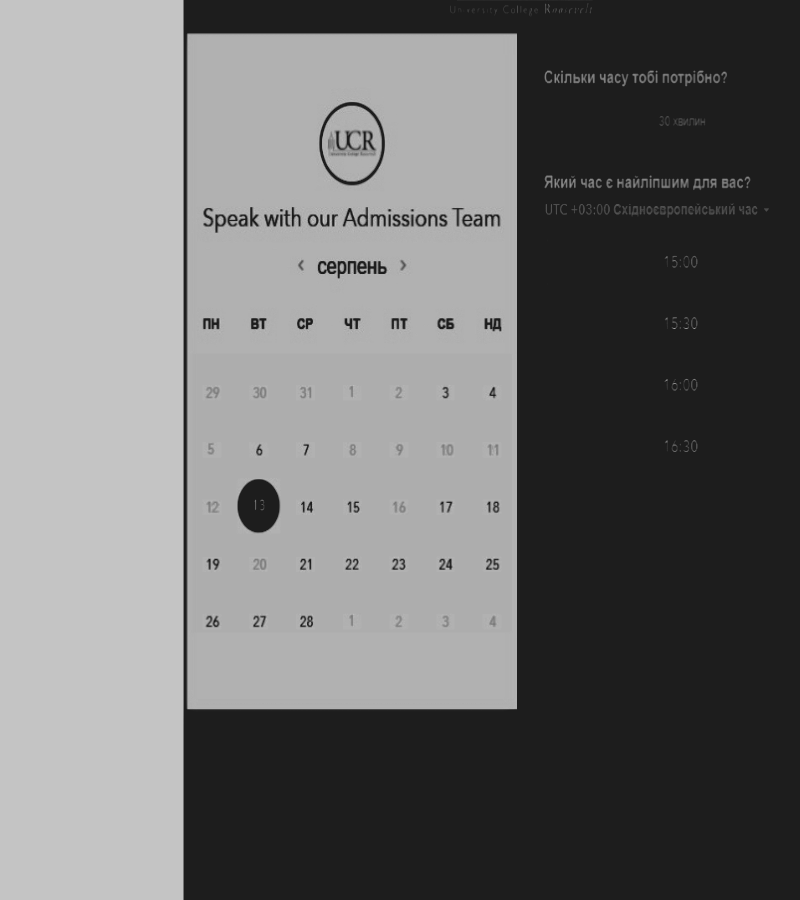 University College Roosevelt
UCR
Speak with our Admissions Team
‹ серпень ›
ПН ВТ СР ЧТ ПТ СБ НД
29 30 31 1 2 3 4
5 6 7 8 9 10 11
12 13 14 15 16 17 18
19 20 21 22 23 24 25
26 27 28 1 2 3 4
Скільки часу тобі потрібно?
30 хвилин
Який час є найліпшим для вас?
UTC +03:00 Східноєвропейський час
15:00
15:30
16:00
16:30